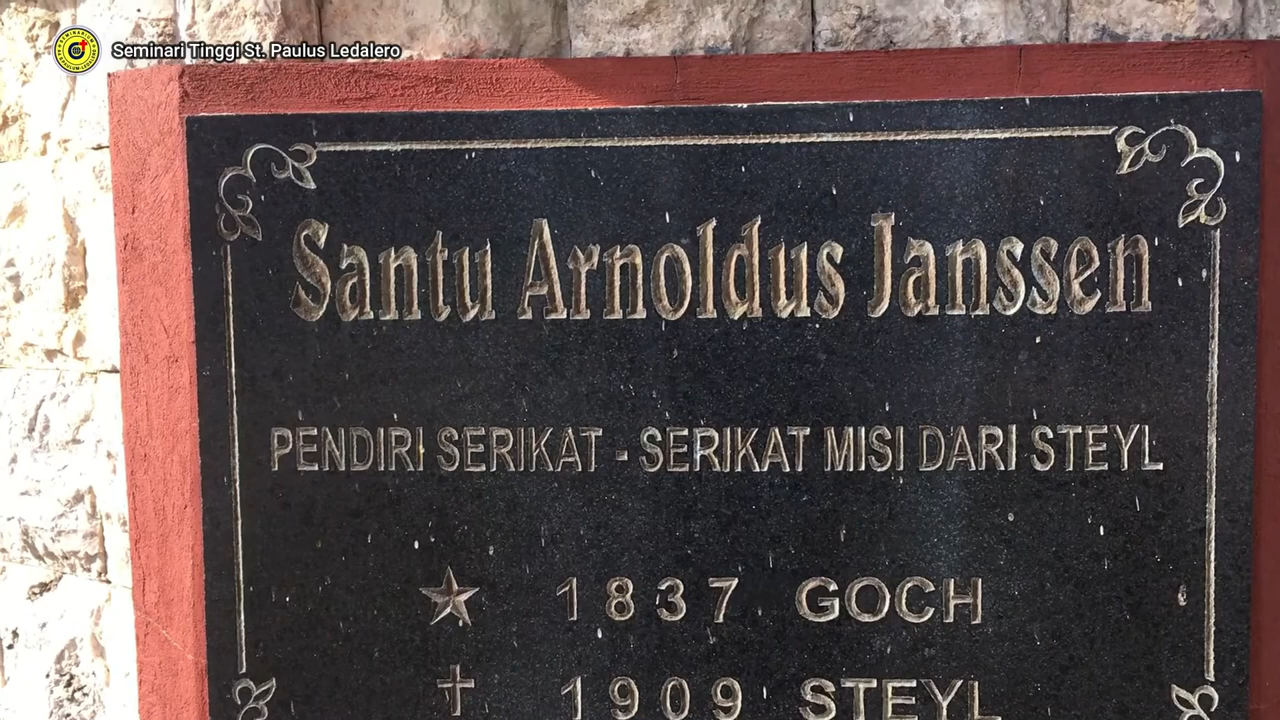 Seminari Tinggi St. Paulus Ledalero
Santu Arnoldus Janssen
PENDIRI SERIKAT - SERIKAT MISI DARI STEYL
1837 GOCH
1909 STEYL